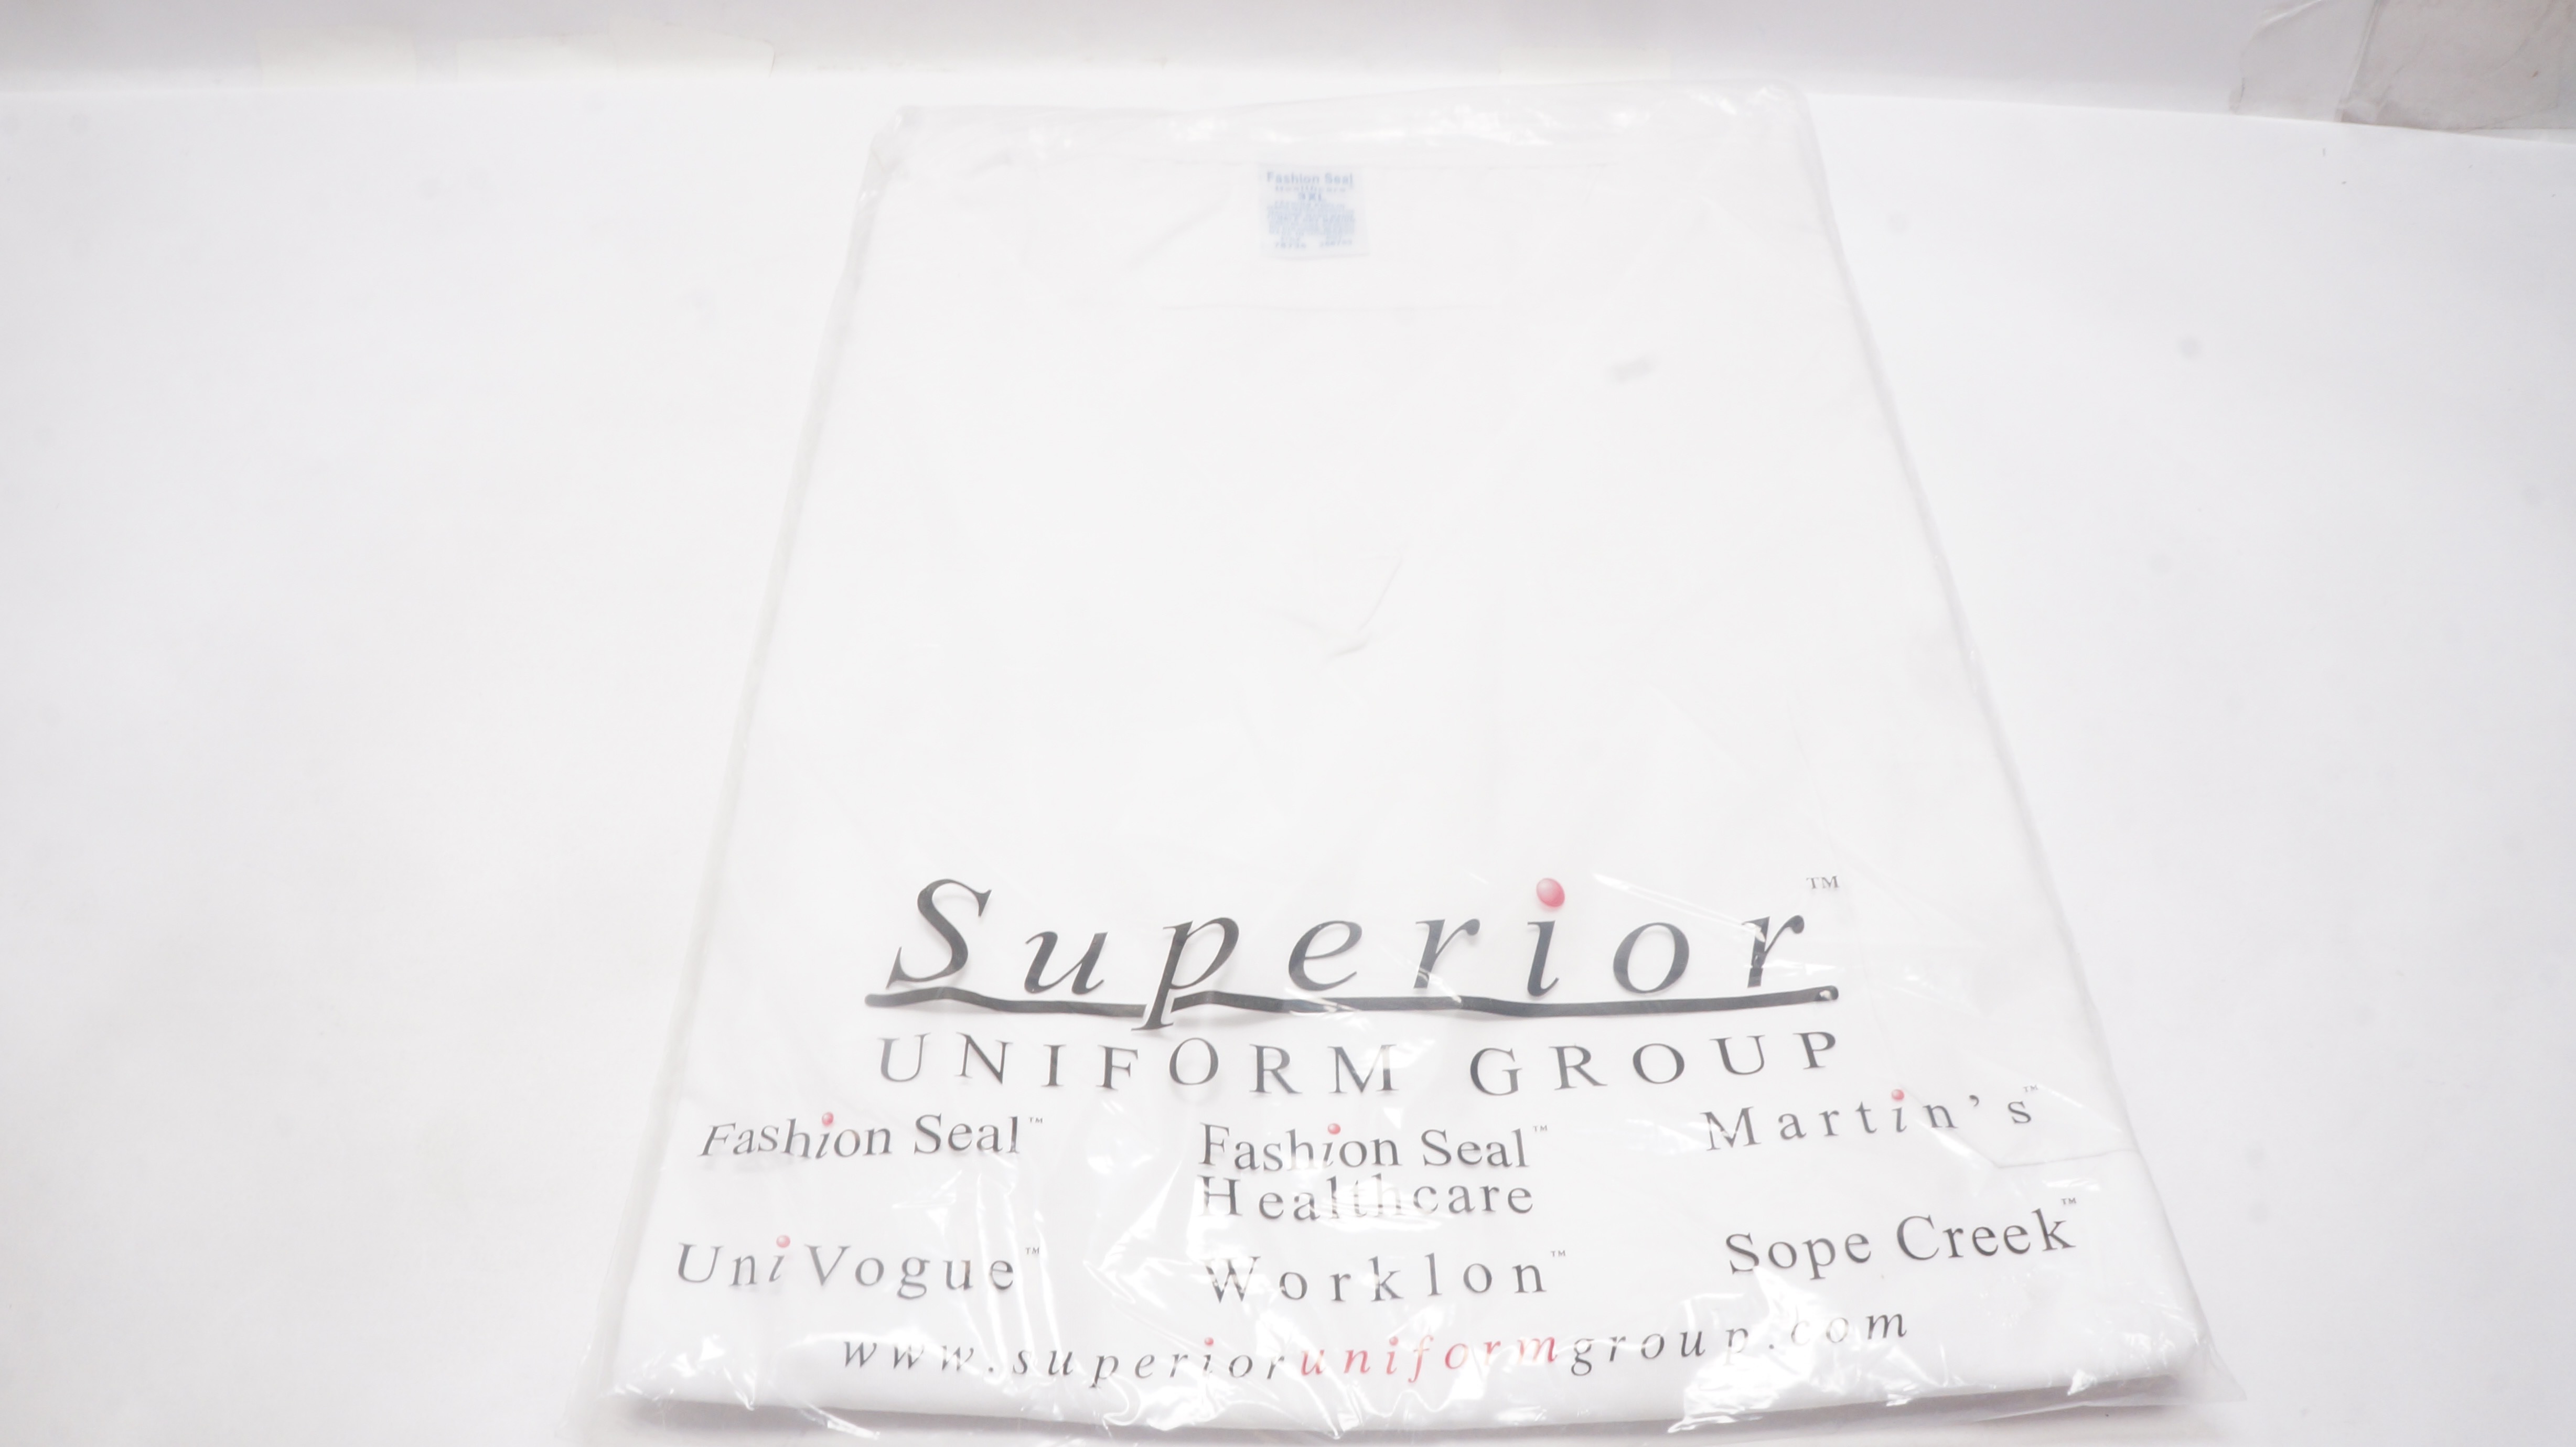 Fashion Seal
Healthcare
Superior™
UNIFORM GROUP
Fashion Seal™
Fashion Seal™
Healthcare
Martin's™
UniVogue™
Worklon™
Sope Creek™
www.superioruniformgroup.com